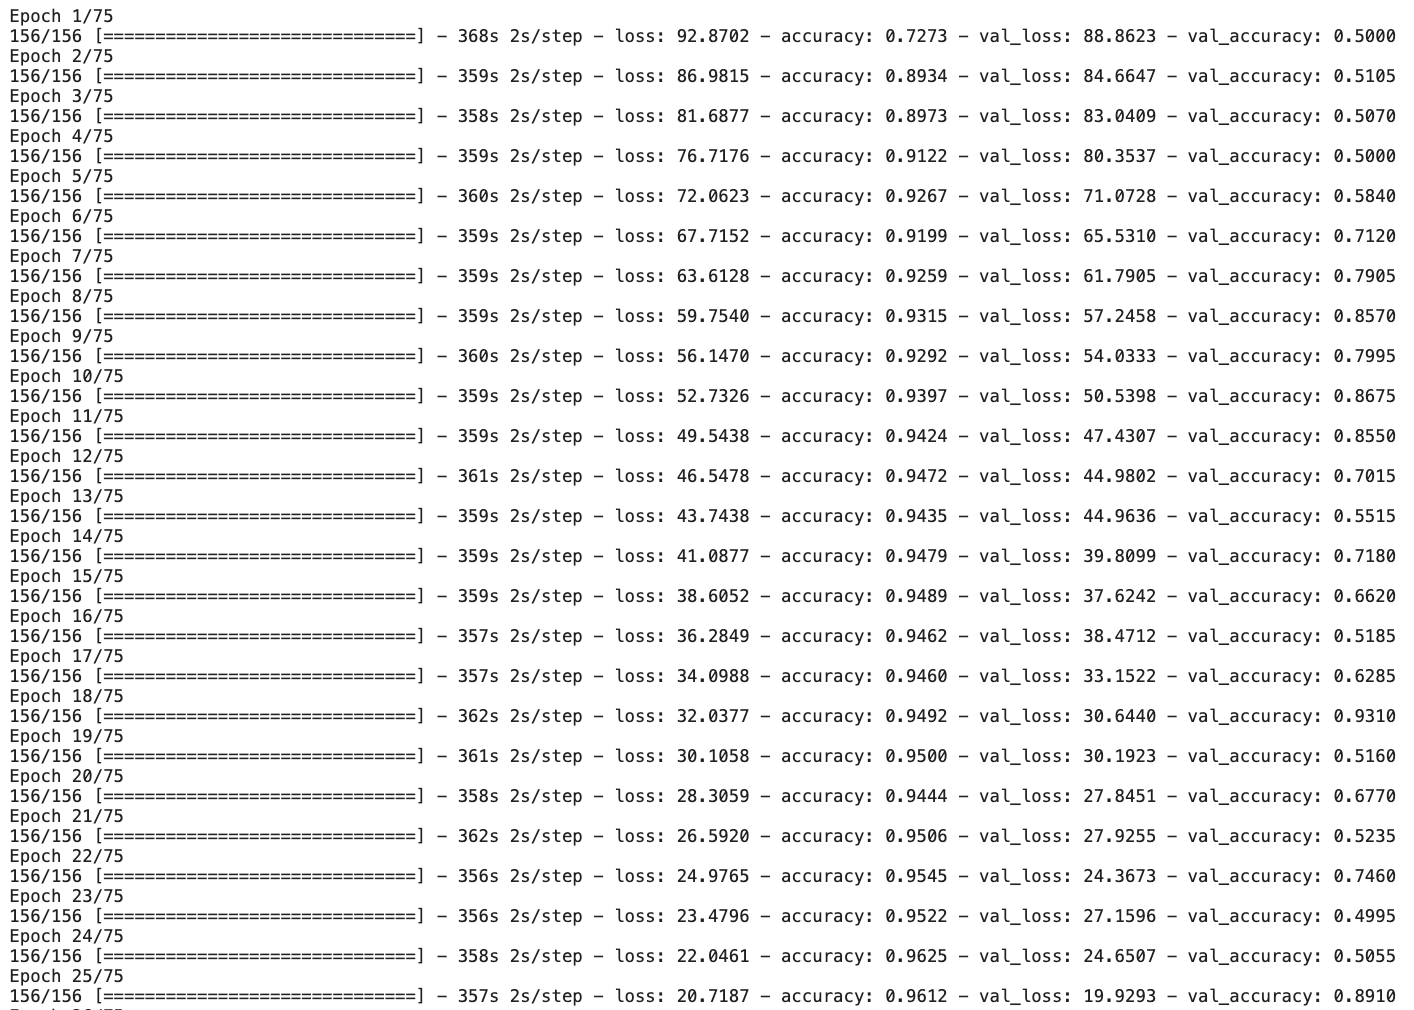 Epoch 1/75
156/156 [==============================] - 368s 2s/step - loss: 92.8702 - accuracy: 0.7273 - val_loss: 88.8623 - val_accuracy: 0.5000
Epoch 2/75
156/156 [==============================] - 359s 2s/step - loss: 86.9815 - accuracy: 0.8934 - val_loss: 84.6647 - val_accuracy: 0.5105
Epoch 3/75
156/156 [==============================] - 358s 2s/step - loss: 81.6877 - accuracy: 0.8973 - val_loss: 83.0409 - val_accuracy: 0.5070
Epoch 4/75
156/156 [==============================] - 359s 2s/step - loss: 76.7176 - accuracy: 0.9122 - val_loss: 80.3537 - val_accuracy: 0.5000
Epoch 5/75
156/156 [==============================] - 360s 2s/step - loss: 72.0623 - accuracy: 0.9267 - val_loss: 71.0728 - val_accuracy: 0.5840
Epoch 6/75
156/156 [==============================] - 359s 2s/step - loss: 67.7152 - accuracy: 0.9199 - val_loss: 65.5310 - val_accuracy: 0.7120
Epoch 7/75
156/156 [==============================] - 359s 2s/step - loss: 63.6128 - accuracy: 0.9259 - val_loss: 61.7905 - val_accuracy: 0.7905
Epoch 8/75
156/156 [==============================] - 359s 2s/step - loss: 59.7540 - accuracy: 0.9315 - val_loss: 57.2458 - val_accuracy: 0.8570
Epoch 9/75
156/156 [==============================] - 360s 2s/step - loss: 56.1470 - accuracy: 0.9292 - val_loss: 54.0333 - val_accuracy: 0.7995
Epoch 10/75
156/156 [==============================] - 359s 2s/step - loss: 52.7326 - accuracy: 0.9397 - val_loss: 50.5398 - val_accuracy: 0.8675
Epoch 11/75
156/156 [==============================] - 359s 2s/step - loss: 49.5438 - accuracy: 0.9424 - val_loss: 47.4307 - val_accuracy: 0.8550
Epoch 12/75
156/156 [==============================] - 361s 2s/step - loss: 46.5478 - accuracy: 0.9472 - val_loss: 44.9802 - val_accuracy: 0.7015
Epoch 13/75
156/156 [==============================] - 359s 2s/step - loss: 43.7438 - accuracy: 0.9435 - val_loss: 44.9636 - val_accuracy: 0.5515
Epoch 14/75
156/156 [==============================] - 359s 2s/step - loss: 41.0877 - accuracy: 0.9479 - val_loss: 39.8099 - val_accuracy: 0.7180
Epoch 15/75
156/156 [==============================] - 359s 2s/step - loss: 38.6052 - accuracy: 0.9489 - val_loss: 37.6242 - val_accuracy: 0.6620
Epoch 16/75
156/156 [==============================] - 357s 2s/step - loss: 36.2849 - accuracy: 0.9462 - val_loss: 38.4712 - val_accuracy: 0.5185
Epoch 17/75
156/156 [==============================] - 357s 2s/step - loss: 34.0988 - accuracy: 0.9460 - val_loss: 33.1522 - val_accuracy: 0.6285
Epoch 18/75
156/156 [==============================] - 362s 2s/step - loss: 32.0377 - accuracy: 0.9492 - val_loss: 30.6440 - val_accuracy: 0.9310
Epoch 19/75
156/156 [==============================] - 361s 2s/step - loss: 30.1058 - accuracy: 0.9500 - val_loss: 30.1923 - val_accuracy: 0.5160
Epoch 20/75
156/156 [==============================] - 358s 2s/step - loss: 28.3059 - accuracy: 0.9444 - val_loss: 27.8451 - val_accuracy: 0.6770
Epoch 21/75
156/156 [==============================] - 362s 2s/step - loss: 26.5920 - accuracy: 0.9506 - val_loss: 27.9255 - val_accuracy: 0.5235
Epoch 22/75
156/156 [==============================] - 356s 2s/step - loss: 24.9765 - accuracy: 0.9545 - val_loss: 24.3673 - val_accuracy: 0.7460
Epoch 23/75
156/156 [==============================] - 356s 2s/step - loss: 23.4796 - accuracy: 0.9522 - val_loss: 27.1596 - val_accuracy: 0.4995
Epoch 24/75
156/156 [==============================] - 358s 2s/step - loss: 22.0461 - accuracy: 0.9625 - val_loss: 24.6507 - val_accuracy: 0.5055
Epoch 25/75
156/156 [==============================] - 357s 2s/step - loss: 20.7187 - accuracy: 0.9612 - val_loss: 19.9293 - val_accuracy: 0.8910